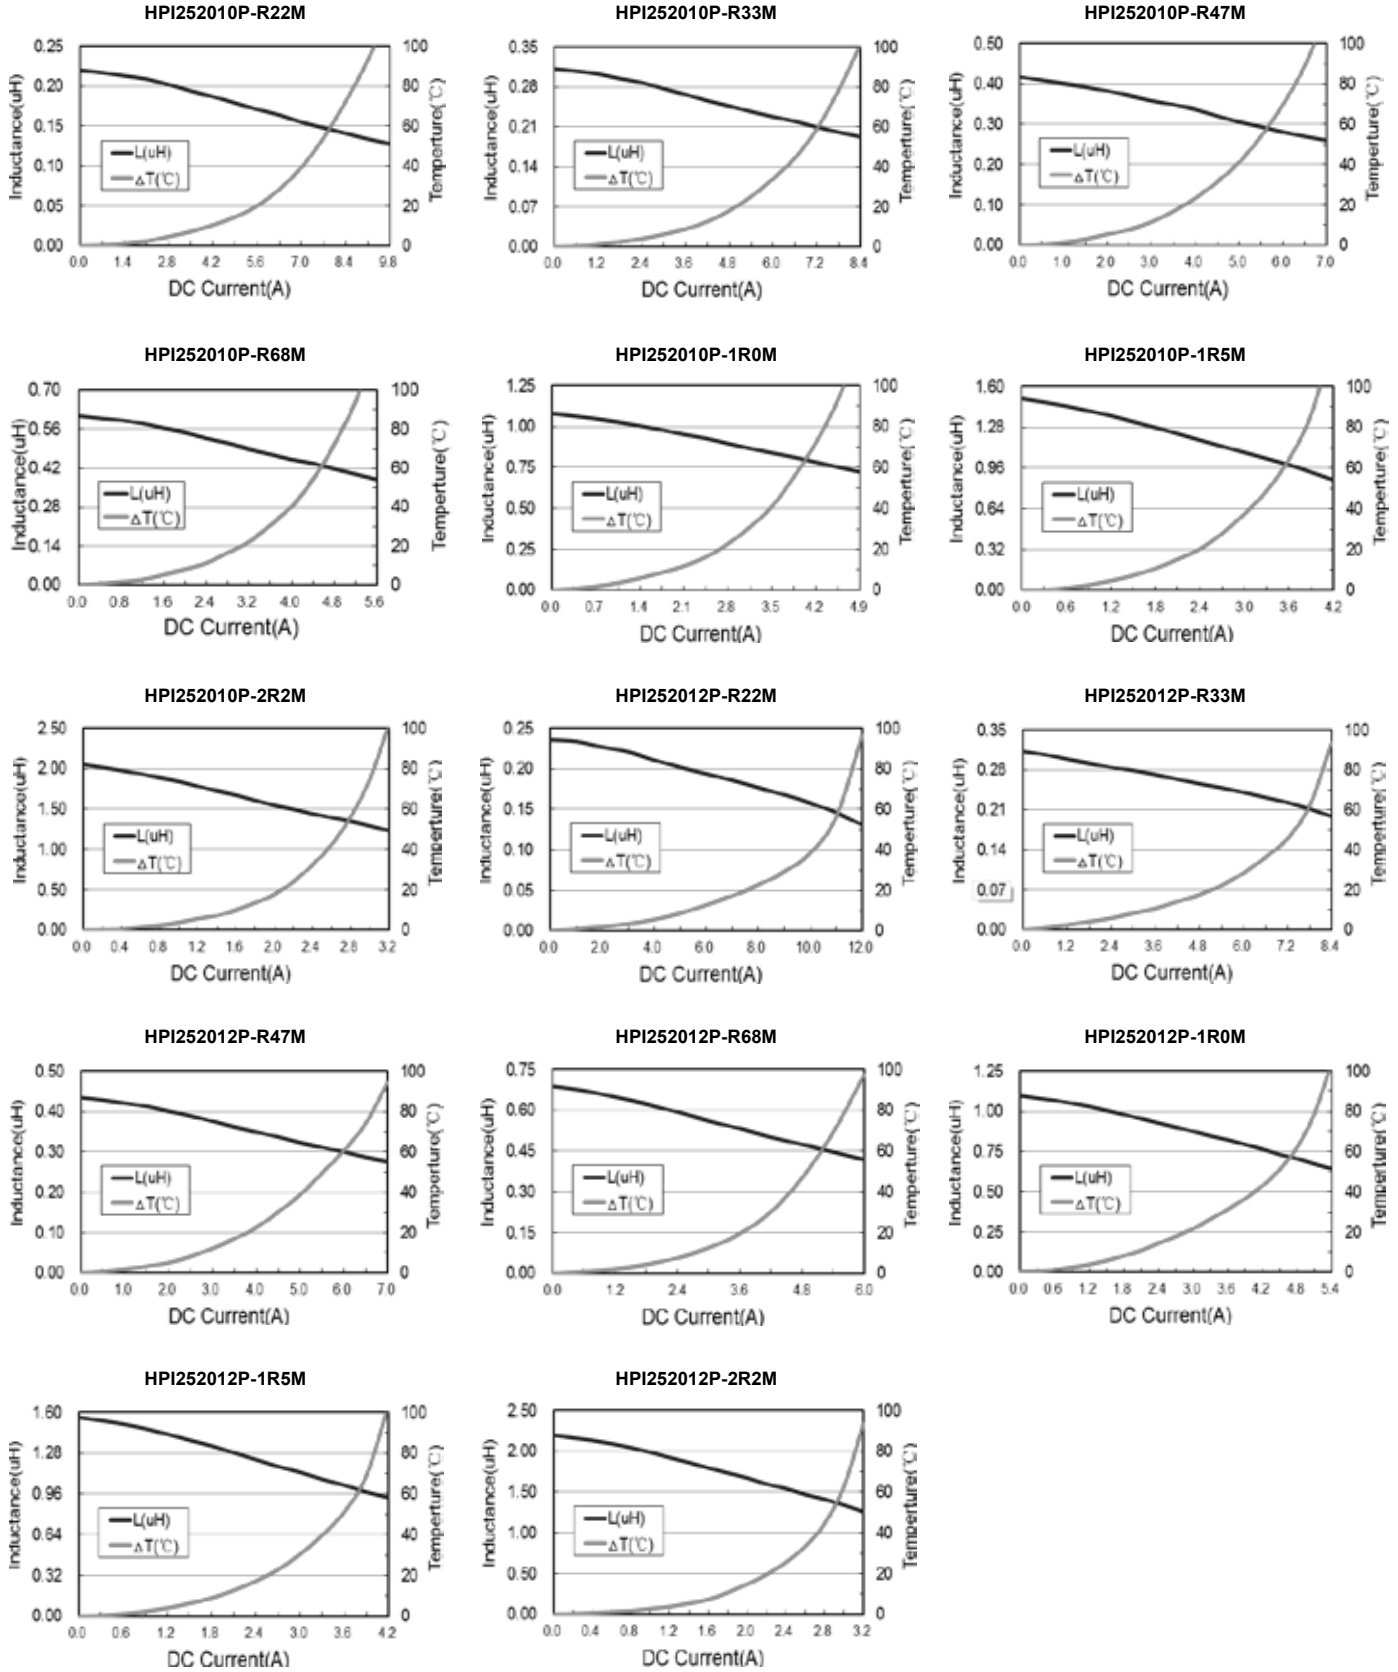 HPI252010P-R22M
HPI252010P-R33M
HPI252010P-R47M
Inductance(uH)
0.25
0.20
0.15
0.10
0.05
0.00
L(uH)
ΔT(℃)
100
80
60
40
20
0
Temperture(℃)
0.0 1.4 2.8 4.2 5.6 7.0 8.4 9.8
DC Current(A)
Inductance(uH)
0.35
0.28
0.21
0.14
0.07
0.00
L(uH)
ΔT(℃)
100
80
60
40
20
0
Temperture(℃)
0.0 1.2 2.4 3.6 4.8 6.0 7.2 8.4
DC Current(A)
Inductance(uH)
0.50
0.40
0.30
0.20
0.10
0.00
L(uH)
ΔT(℃)
100
80
60
40
20
0
Temperture(℃)
0.0 1.0 2.0 3.0 4.0 5.0 6.0 7.0
DC Current(A)
HPI252010P-R68M
HPI252010P-1R0M
HPI252010P-1R5M
Inductance(uH)
0.70
0.56
0.42
0.28
0.14
0.00
L(uH)
ΔT(℃)
100
80
60
40
20
0
Temperture(℃)
0.0 0.8 1.6 2.4 3.2 4.0 4.8 5.6
DC Current(A)
Inductance(uH)
1.25
1.00
0.75
0.50
0.25
0.00
L(uH)
ΔT(℃)
100
80
60
40
20
0
Temperture(℃)
0.0 0.7 1.4 2.1 2.8 3.5 4.2 4.9
DC Current(A)
Inductance(uH)
1.60
1.28
0.96
0.64
0.32
0.00
L(uH)
ΔT(℃)
100
80
60
40
20
0
Temperture(℃)
0.0 0.6 1.2 1.8 2.4 3.0 3.6 4.2
DC Current(A)
HPI252010P-2R2M
HPI252012P-R22M
HPI252012P-R33M
Inductance(uH)
2.50
2.00
1.50
1.00
0.50
0.00
L(uH)
ΔT(℃)
100
80
60
40
20
0
Temperture(℃)
0.0 0.4 0.8 1.2 1.6 2.0 2.4 2.8 3.2
DC Current(A)
Inductance(uH)
0.25
0.20
0.15
0.10
0.05
0.00
L(uH)
ΔT(℃)
100
80
60
40
20
0
Temperture(℃)
0.0 2.0 4.0 6.0 8.0 10.0 12.0
DC Current(A)
Inductance(uH)
0.35
0.28
0.21
0.14
0.07
0.00
L(uH)
ΔT(℃)
100
80
60
40
20
0
Temperture(℃)
0.0 1.2 2.4 3.6 4.8 6.0 7.2 8.4
DC Current(A)
HPI252012P-R47M
HPI252012P-R68M
HPI252012P-1R0M
Inductance(uH)
0.50
0.40
0.30
0.20
0.10
0.00
L(uH)
ΔT(℃)
100
80
60
40
20
0
Temperture(℃)
0.0 1.0 2.0 3.0 4.0 5.0 6.0 7.0
DC Current(A)
Inductance(uH)
0.75
0.60
0.45
0.30
0.15
0.00
L(uH)
ΔT(℃)
100
80
60
40
20
0
Temperture(℃)
0.0 1.2 2.4 3.6 4.8 6.0
DC Current(A)
Inductance(uH)
1.25
1.00
0.75
0.50
0.25
0.00
L(uH)
ΔT(℃)
100
80
60
40
20
0
Temperture(℃)
0.0 0.6 1.2 1.8 2.4 3.0 3.6 4.2 4.8 5.4
DC Current(A)
HPI252012P-1R5M
HPI252012P-2R2M
Inductance(uH)
1.60
1.28
0.96
0.64
0.32
0.00
L(uH)
ΔT(℃)
100
80
60
40
20
0
Temperture(℃)
0.0 0.6 1.2 1.8 2.4 3.0 3.6 4.2
DC Current(A)
Inductance(uH)
2.50
2.00
1.50
1.00
0.50
0.00
L(uH)
ΔT(℃)
100
80
60
40
20
0
Temperture(℃)
0.0 0.4 0.8 1.2 1.6 2.0 2.4 2.8 3.2
DC Current(A)